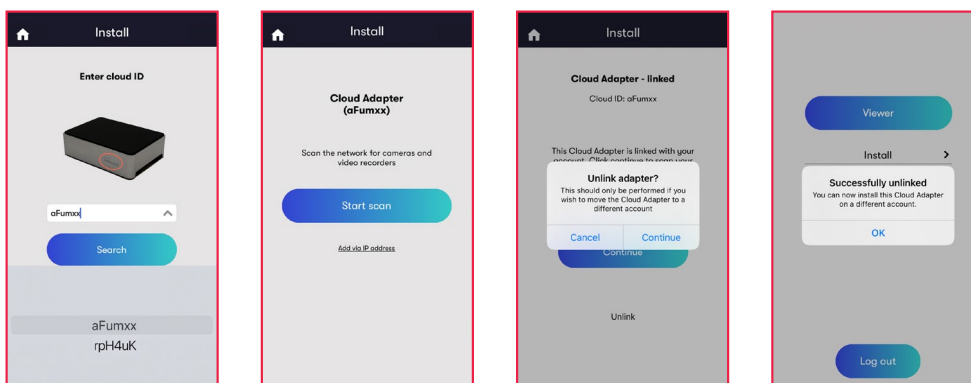 Install
Enter cloud ID
aFumxx
Search
aFumxx
rpH4uK
Install
Cloud Adapter
(aFumxx)
Scan the network for cameras and
video recorders
Start scan
Add via IP address
Install
Cloud Adapter - linked
Cloud ID: aFumxx
This Cloud Adapter is linked with your
account. Click continue to scan your
Unlink adapter?
This should only be performed if you
wish to move the Cloud Adapter to a
different account
Cancel Continue
Continue
Unlink
Viewer
Install
Successfully unlinked
You can now install this Cloud Adapter
on a different account.
OK
Log out